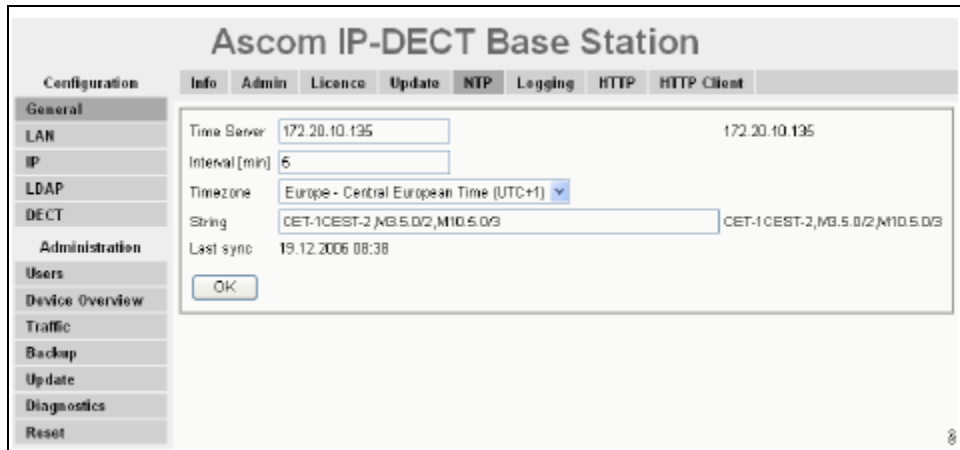 Ascom IP-DECT Base Station
Configuration
Info Admin Licence Update NTP Logging HTTP HTTP Client
General
LAN
IP
LDAP
DECT
Administration
Users
Device Overview
Traffic
Backup
Update
Diagnostics
Reset
Time Server 172.20.10.135 172.20.10.135
Interval [min] 5
Timezone Europe - Central European Time (UTC+1)
String CET-1CEST-2,M3.5.0/2,M10.5.0/3 CET-1CEST-2,M3.5.0/2,M10.5.0/3
Last sync 19.12.2006 08:38
OK